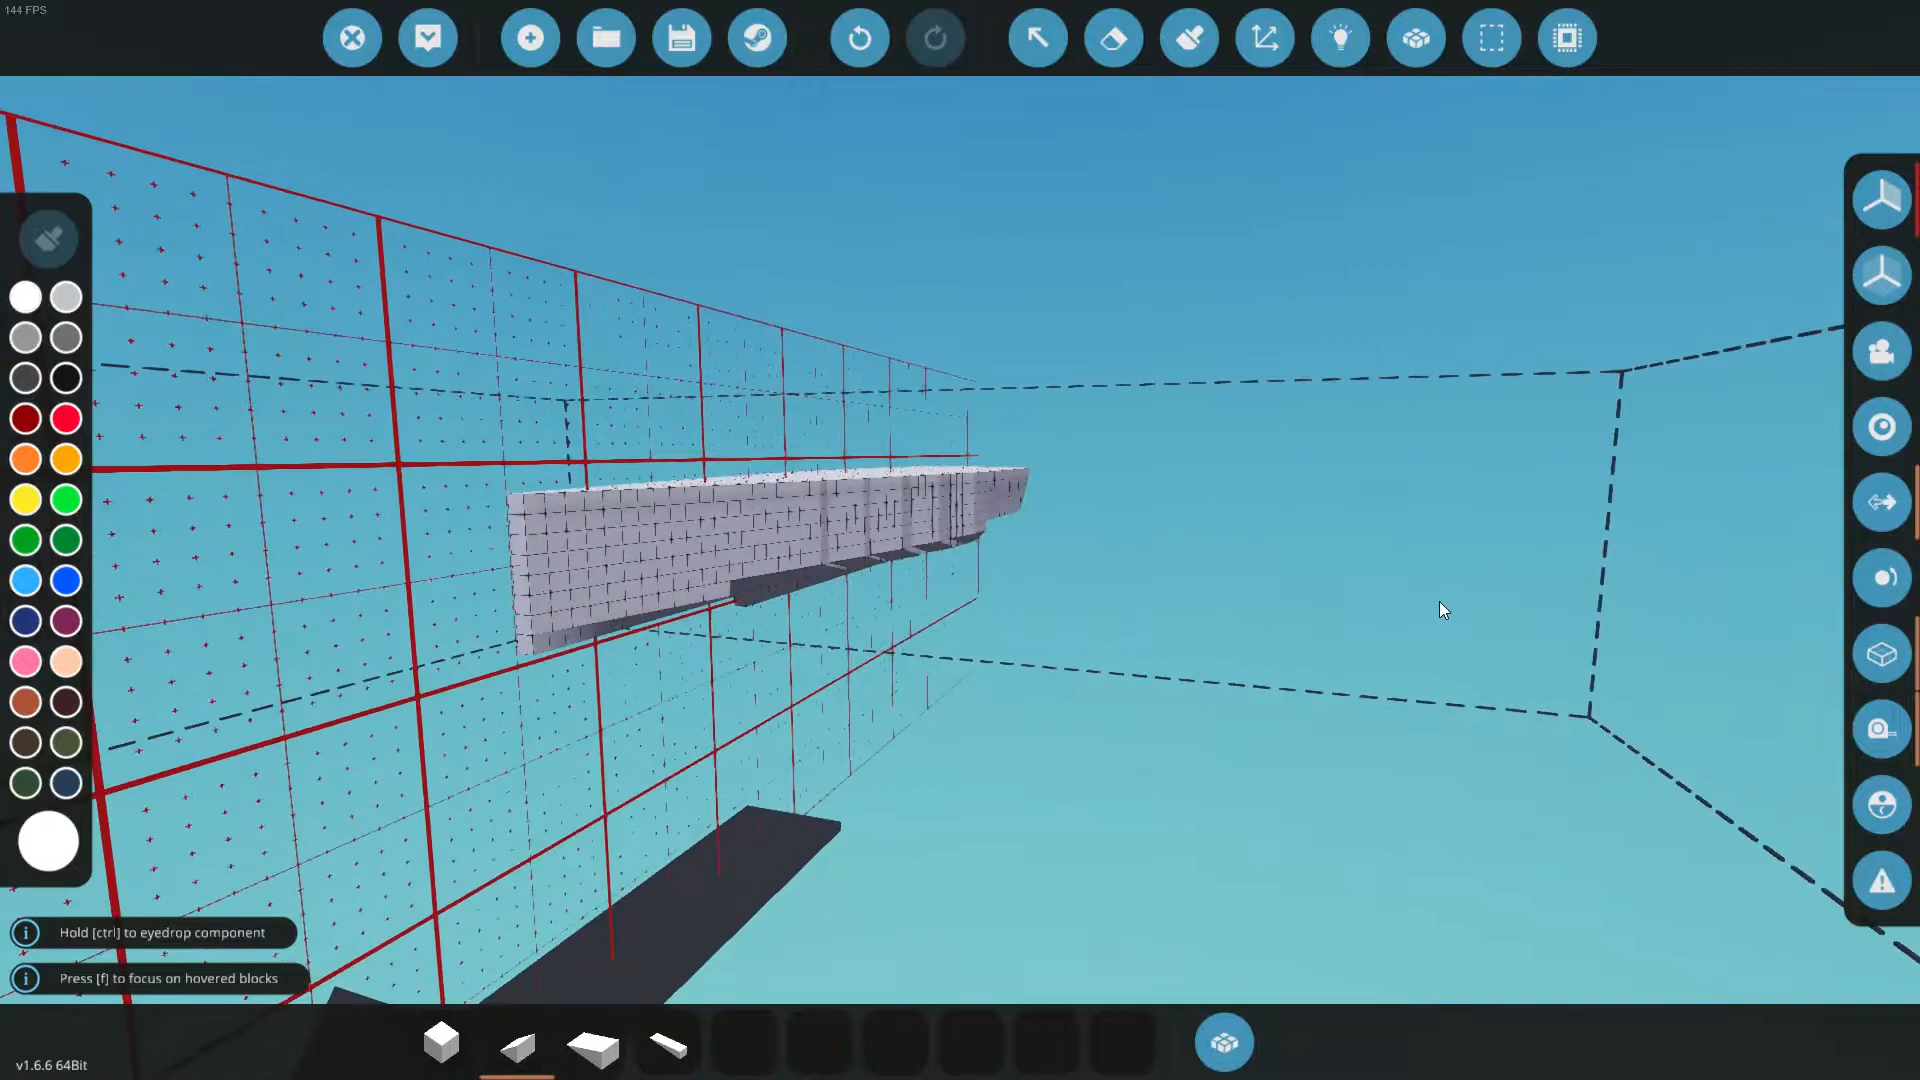 144 FPS
Hold [ctrl] to eyedrop component
Press [f] to focus on hovered blocks
v1.6.6 64Bit